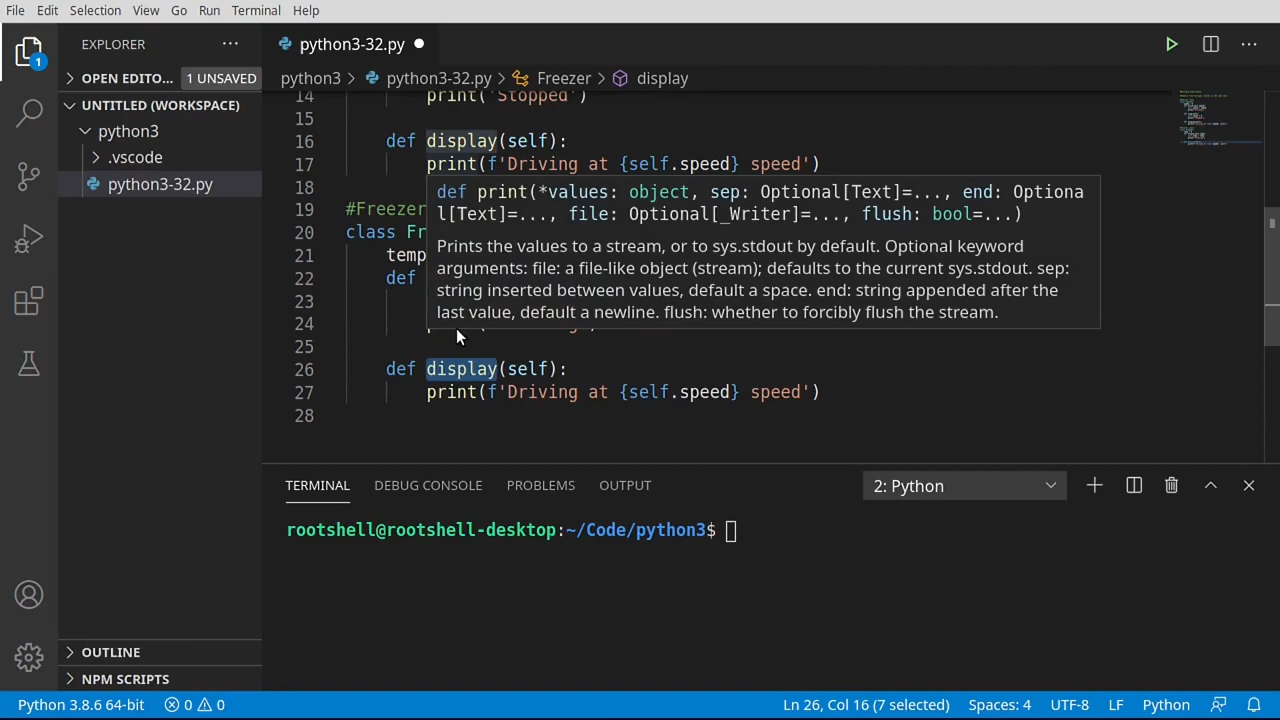 File Edit Selection View Go Run Terminal Help
EXPLORER
python3-32.py
OPEN EDITO... 1 UNSAVED
python3 > python3-32.py > Freezer > display
UNTITLED (WORKSPACE)
python3
.vscode
python3-32.py
14 print('Stopped')
15
16 def display(self):
17 print(f'Driving at {self.speed} speed')
18
19 #Freezer
20 class Fr
21 temp
22 def
23
24
25
26 def display(self):
27 print(f'Driving at {self.speed} speed')
28
def print(*values: object, sep: Optional[Text]=..., end: Optiona
l[Text]=..., file: Optional[_Writer]=..., flush: bool=...)
Prints the values to a stream, or to sys.stdout by default. Optional keyword
arguments: file: a file-like object (stream); defaults to the current sys.stdout. sep:
string inserted between values, default a space. end: string appended after the
last value, default a newline. flush: whether to forcibly flush the stream.
TERMINAL DEBUG CONSOLE PROBLEMS OUTPUT 2: Python
rootshell@rootshell-desktop:~/Code/python3$
1
OUTLINE
NPM SCRIPTS
Python 3.8.6 64-bit 0 0 Ln 26, Col 16 (7 selected) Spaces: 4 UTF-8 LF Python